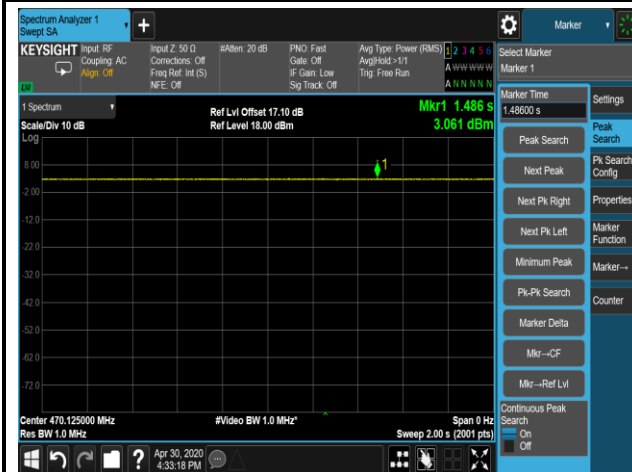 Spectrum Analyzer 1
Swept SA
Marker
KEYSIGHT
Input: RF
Coupling: AC
Align: Off
Input Z: 50 Ω
Corrections: Off
Freq Ref: Int (S)
NFE: Off
#Atten: 20 dB
PNO: Fast
Gate: Off
IF Gain: Low
Sig Track: Off
Avg Type: Power (RMS)
Avg|Hold:>1/1
Trig: Free Run
1 2 3 4 5 6
A W W W W W
A N N N N N
Select Marker
Marker 1
Marker Time
1.48600 s
Settings
Peak Search
Next Peak
Next Pk Right
Next Pk Left
Minimum Peak
Pk-Pk Search
Marker Delta
Mkr→CF
Mkr→Ref Lvl
Continuous Peak
Search
On
Off
Peak
Search
Pk Search
Config
Properties
Marker
Function
Marker→
Counter
1 Spectrum
Scale/Div 10 dB
Log
Ref Lvl Offset 17.10 dB
Ref Level 18.00 dBm
Mkr1 1.486 s
3.061 dBm
1
8.00
-2.00
-12.0
-22.0
-32.0
-42.0
-52.0
-62.0
-72.0
Center 470.125000 MHz
Res BW 1.0 MHz
#Video BW 1.0 MHz*
Span 0 Hz
Sweep 2.00 s (2001 pts)
Apr 30, 2020
4:33:18 PM